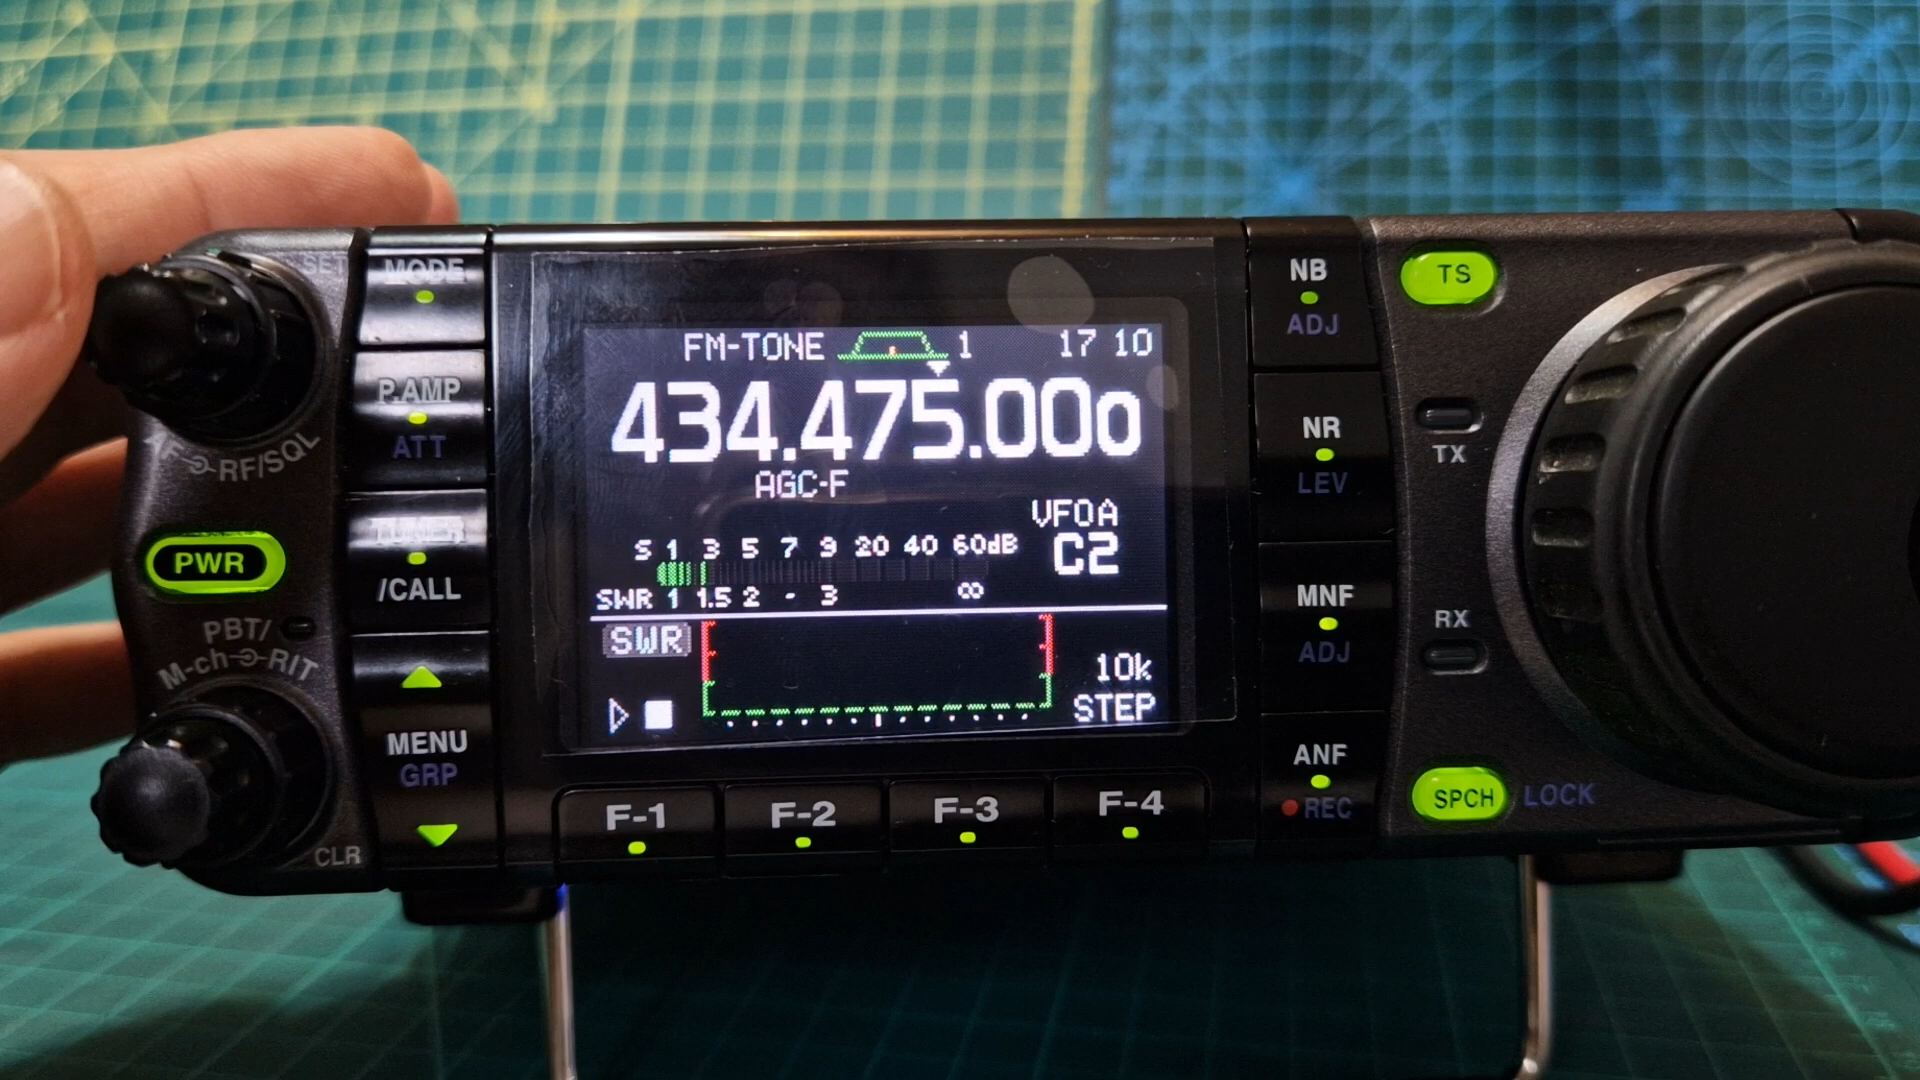 SET
MODE
P.AMP
ATT
AF RF/SQL
PWR
TUNER
/CALL
PBT/
M-ch RIT
MENU
GRP
CLR
FM-TONE 1 17 10
434.475.000
AGC-F
VFOA
C2
S 1 3 5 7 9 20 40 60dB
SWR 1 1.5 2 - 3 ∞
SWR
10k
STEP
F-1 F-2 F-3 F-4
NB
ADJ
NR
LEV
MNF
ADJ
ANF
REC
TS
TX
RX
SPCH LOCK